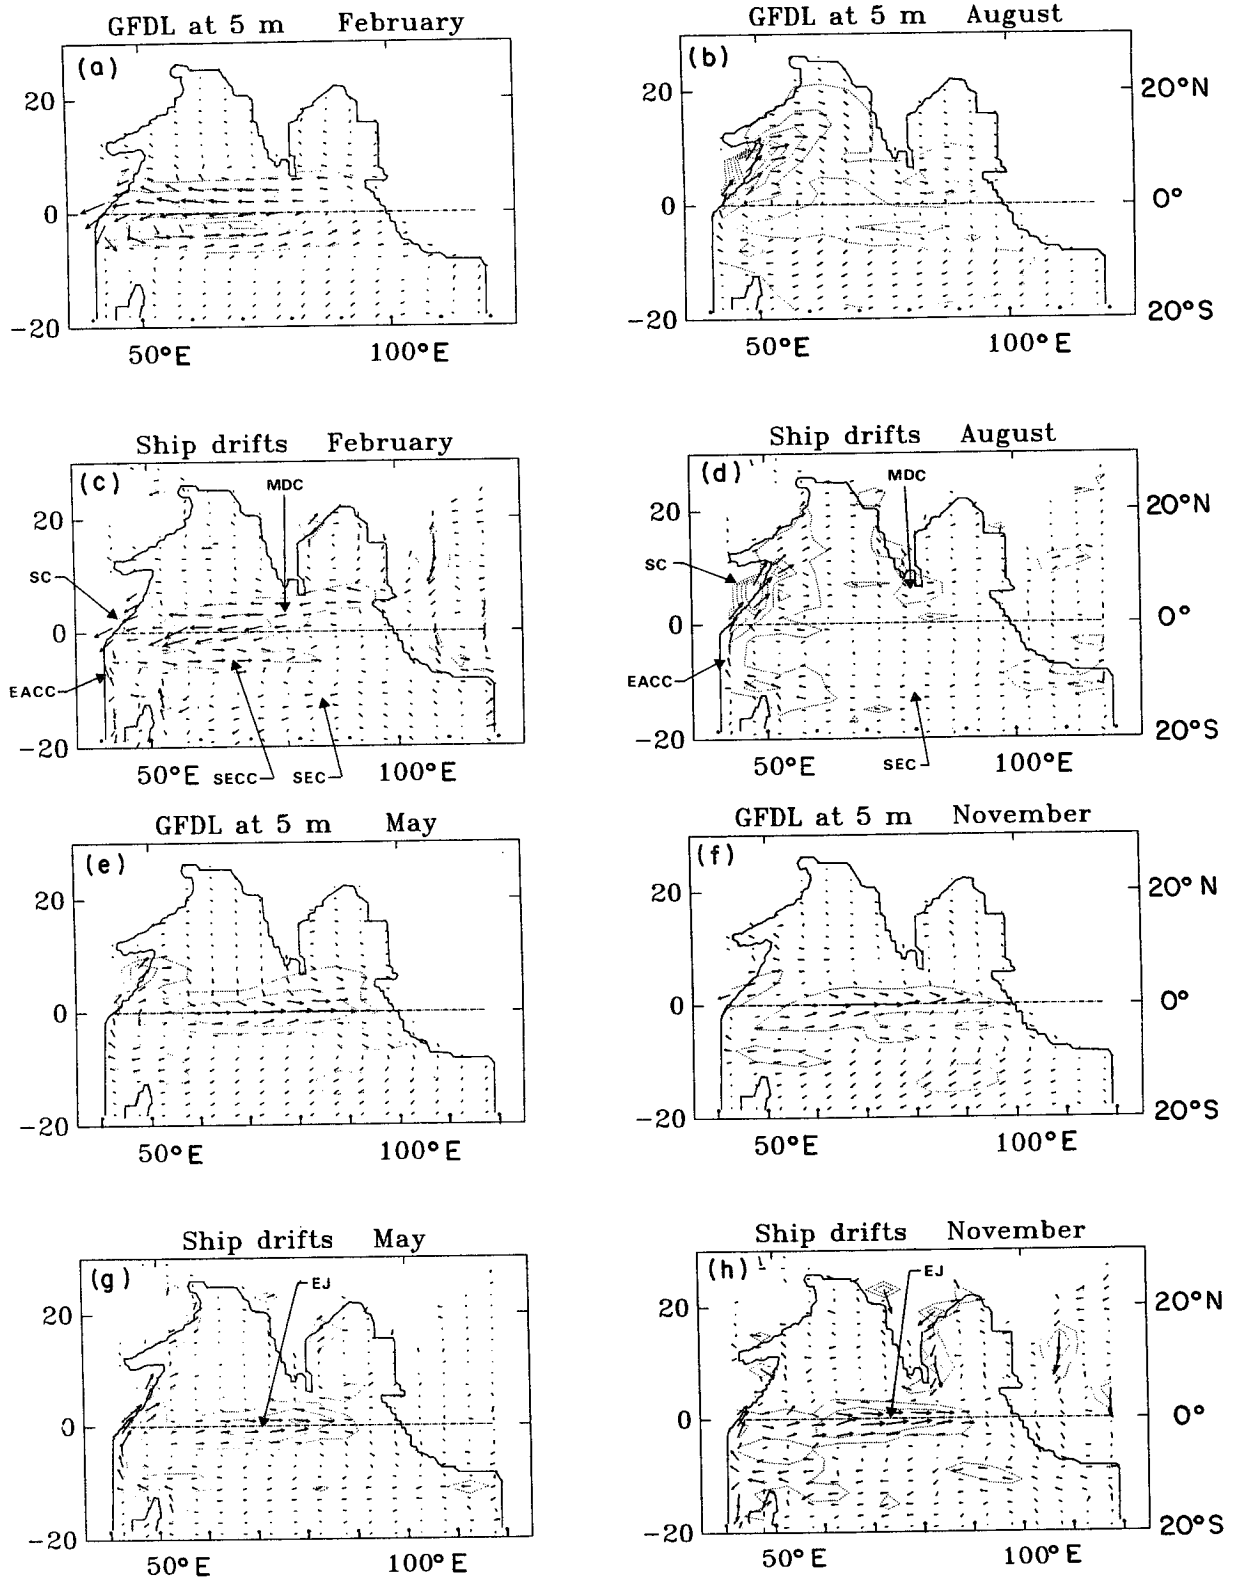 GFDL at 5 m February
(a)
20
0
−20
50°E 100°E
GFDL at 5 m August
(b)
20 20°N
0 0°
−20 20°S
50°E 100°E
Ship drifts February
(c)
MDC
20
SC
0
EACC
−20
50°E SECC SEC 100°E
Ship drifts August
(d)
MDC
20 20°N
SC
0 0°
EACC
−20 20°S
50°E 100°E
SEC
GFDL at 5 m May
(e)
20
0
−20
50°E 100°E
GFDL at 5 m November
(f)
20 20°N
0 0°
−20 20°S
50°E 100°E
Ship drifts May
(g)
EJ
20
0
−20
50°E 100°E
Ship drifts November
(h)
EJ
20 20°N
0 0°
−20 20°S
50°E 100°E